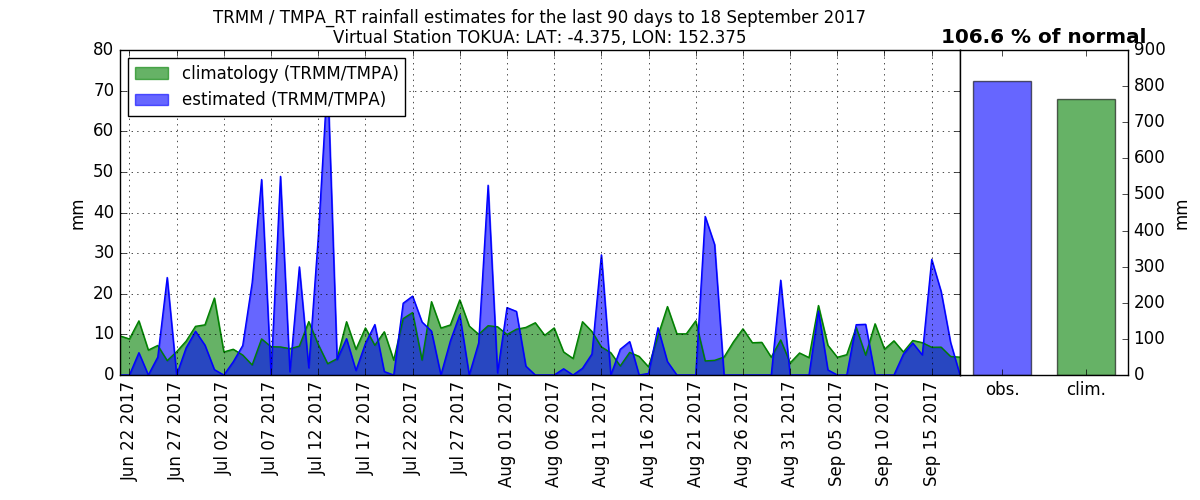 TRMM / TMPA_RT rainfall estimates for the last 90 days to 18 September 2017
Virtual Station TOKUA: LAT: -4.375, LON: 152.375
106.6 % of normal
climatology (TRMM/TMPA)
estimated (TRMM/TMPA)
mm
80
70
60
50
40
30
20
10
0
Jun 22 2017
Jun 27 2017
Jul 02 2017
Jul 07 2017
Jul 12 2017
Jul 17 2017
Jul 22 2017
Jul 27 2017
Aug 01 2017
Aug 06 2017
Aug 11 2017
Aug 16 2017
Aug 21 2017
Aug 26 2017
Aug 31 2017
Sep 05 2017
Sep 10 2017
Sep 15 2017
obs.
clim.
900
800
700
600
500
400
300
200
100
0
mm